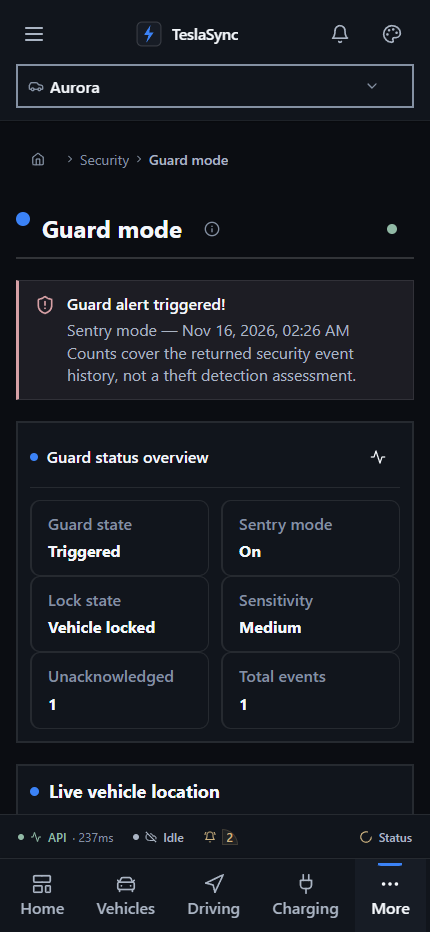 TeslaSync
Aurora
Security
Guard mode
Guard mode
Guard alert triggered!
Sentry mode — Nov 16, 2026, 02:26 AM
Counts cover the returned security event
history, not a theft detection assessment.
Guard status overview
Guard state
Triggered
Sentry mode
On
Lock state
Vehicle locked
Sensitivity
Medium
Unacknowledged
1
Total events
1
Live vehicle location
API · 237ms
Idle
2
Status
Home
Vehicles
Driving
Charging
More